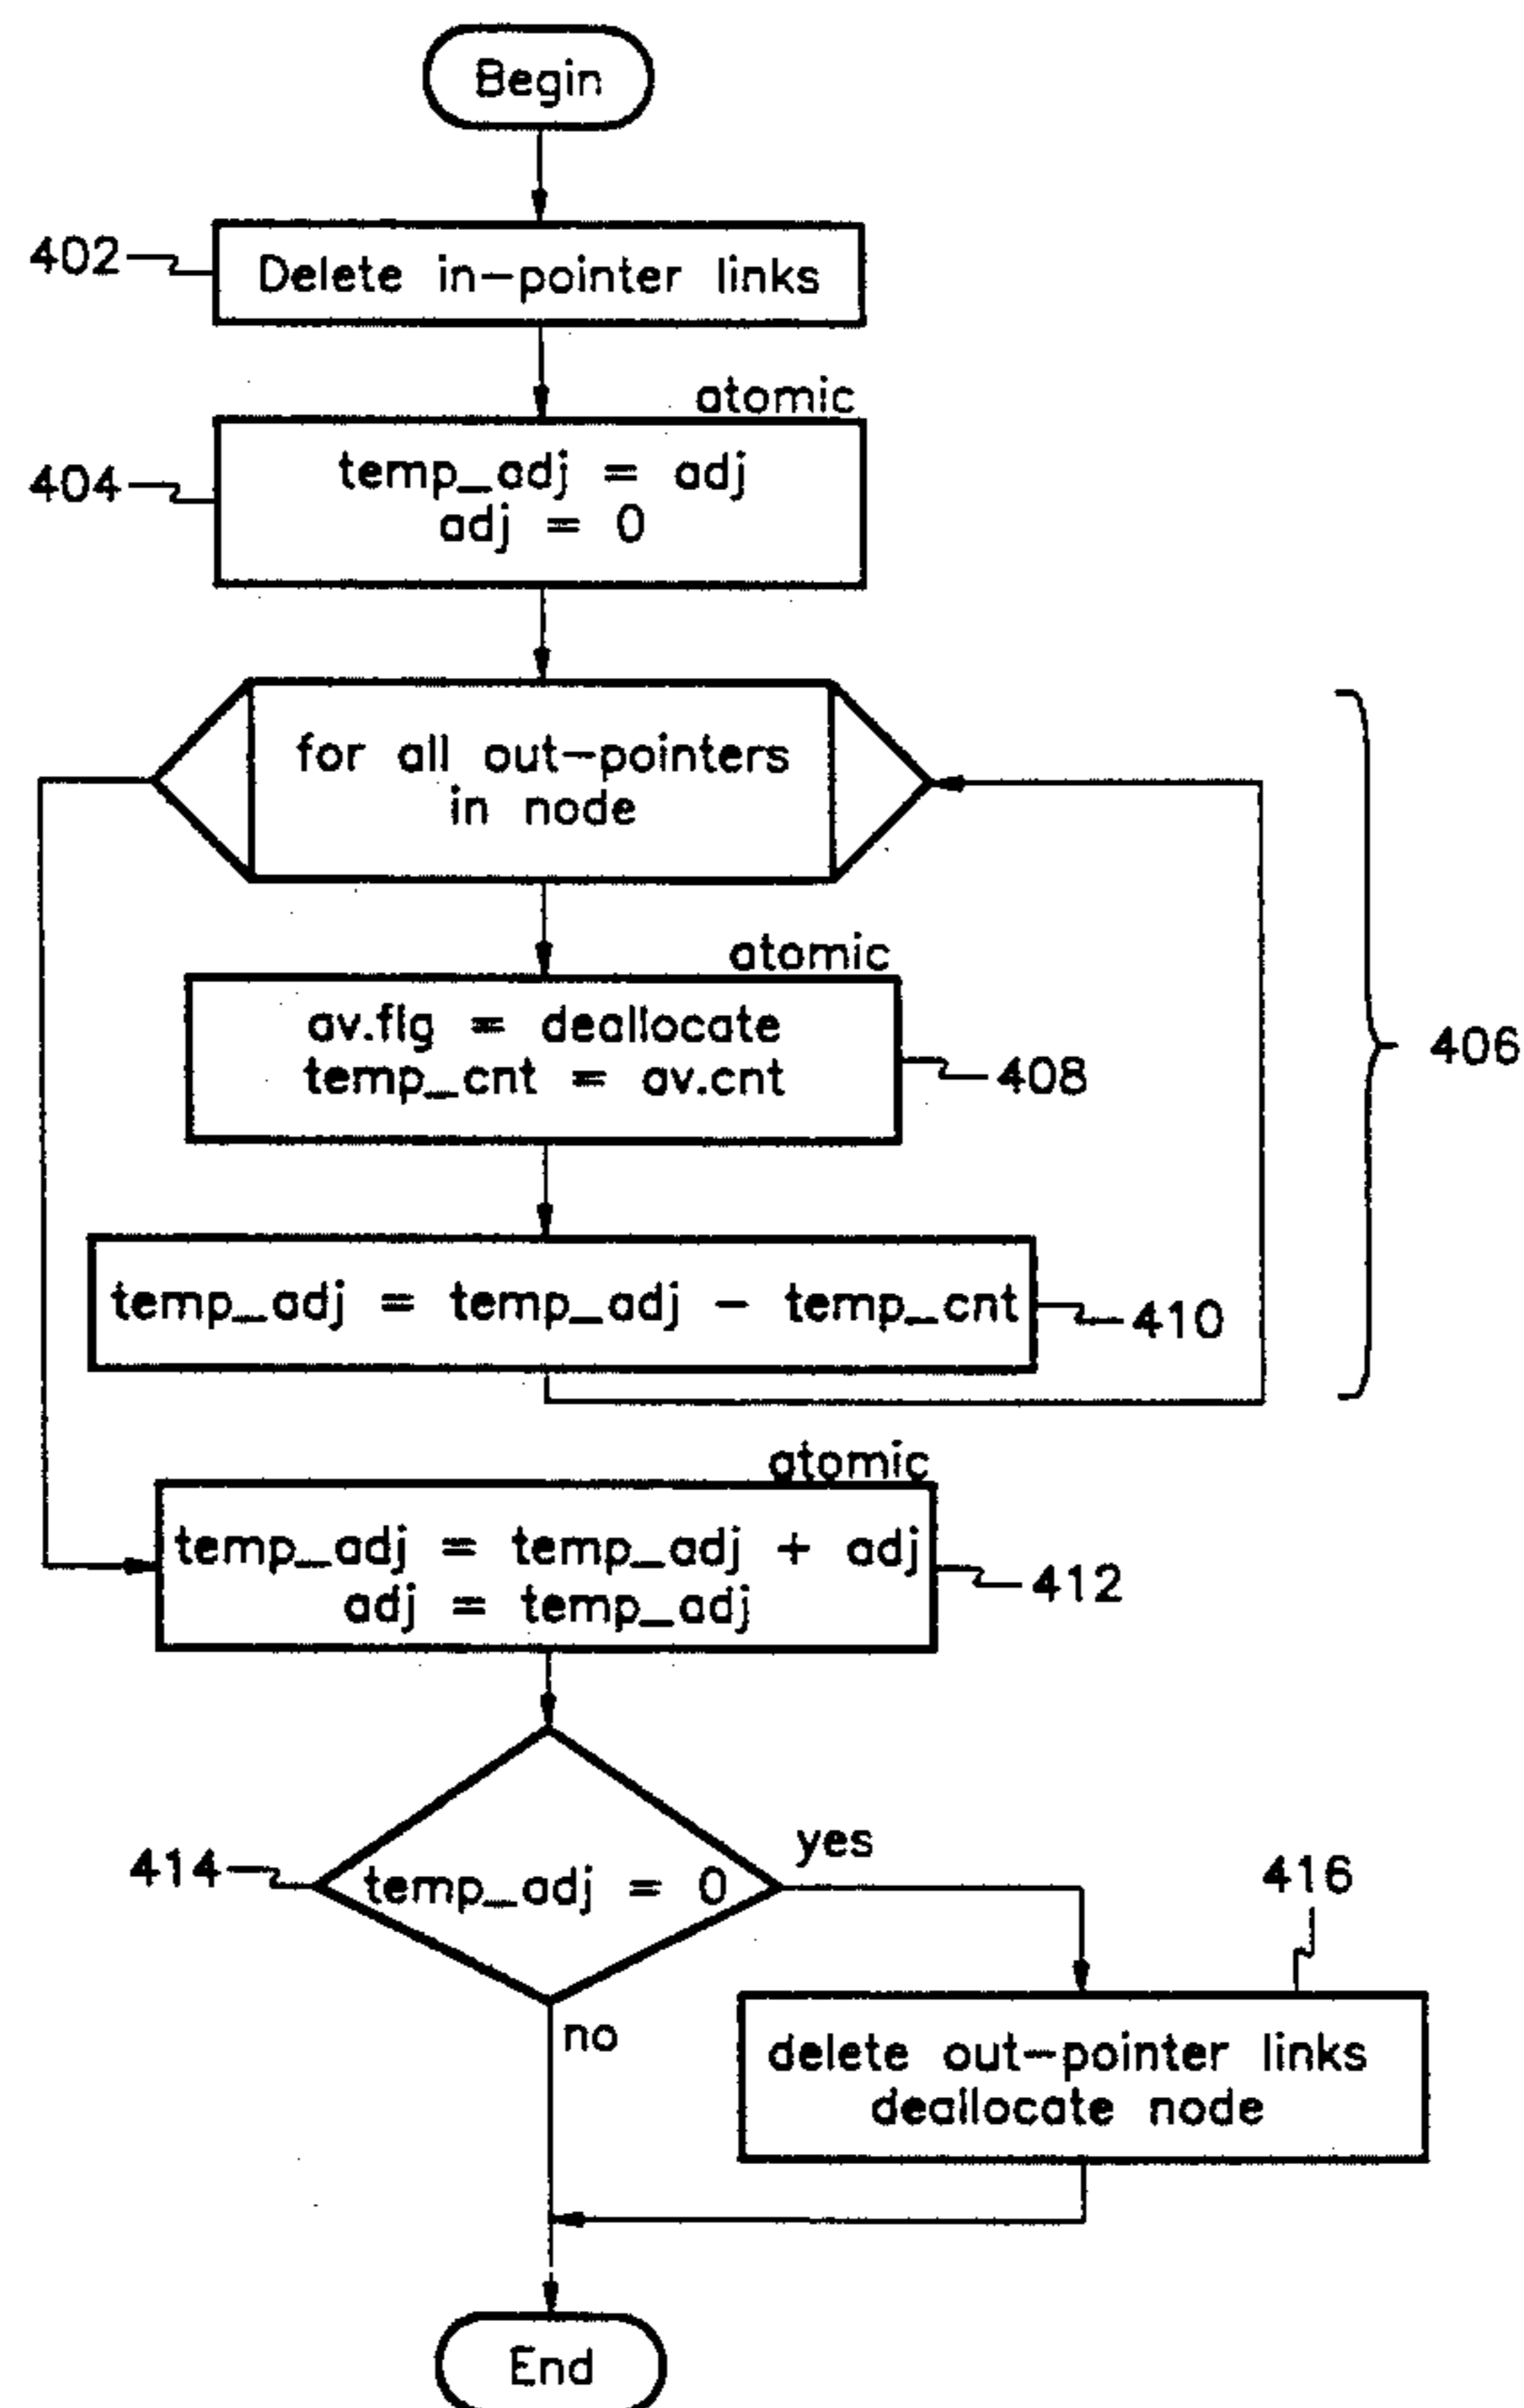 Begin
402
Delete in-pointer links
atomic
404
temp_adj = adj
adj = 0
for all out-pointers
in node
atomic
av.flg = deallocate
temp_cnt = av.cnt
408
406
temp_adj = temp_adj - temp_cnt
410
atomic
temp_adj = temp_adj + adj
adj = temp_adj
412
414
temp_adj = 0
yes
416
no
delete out-pointer links
deallocate node
End